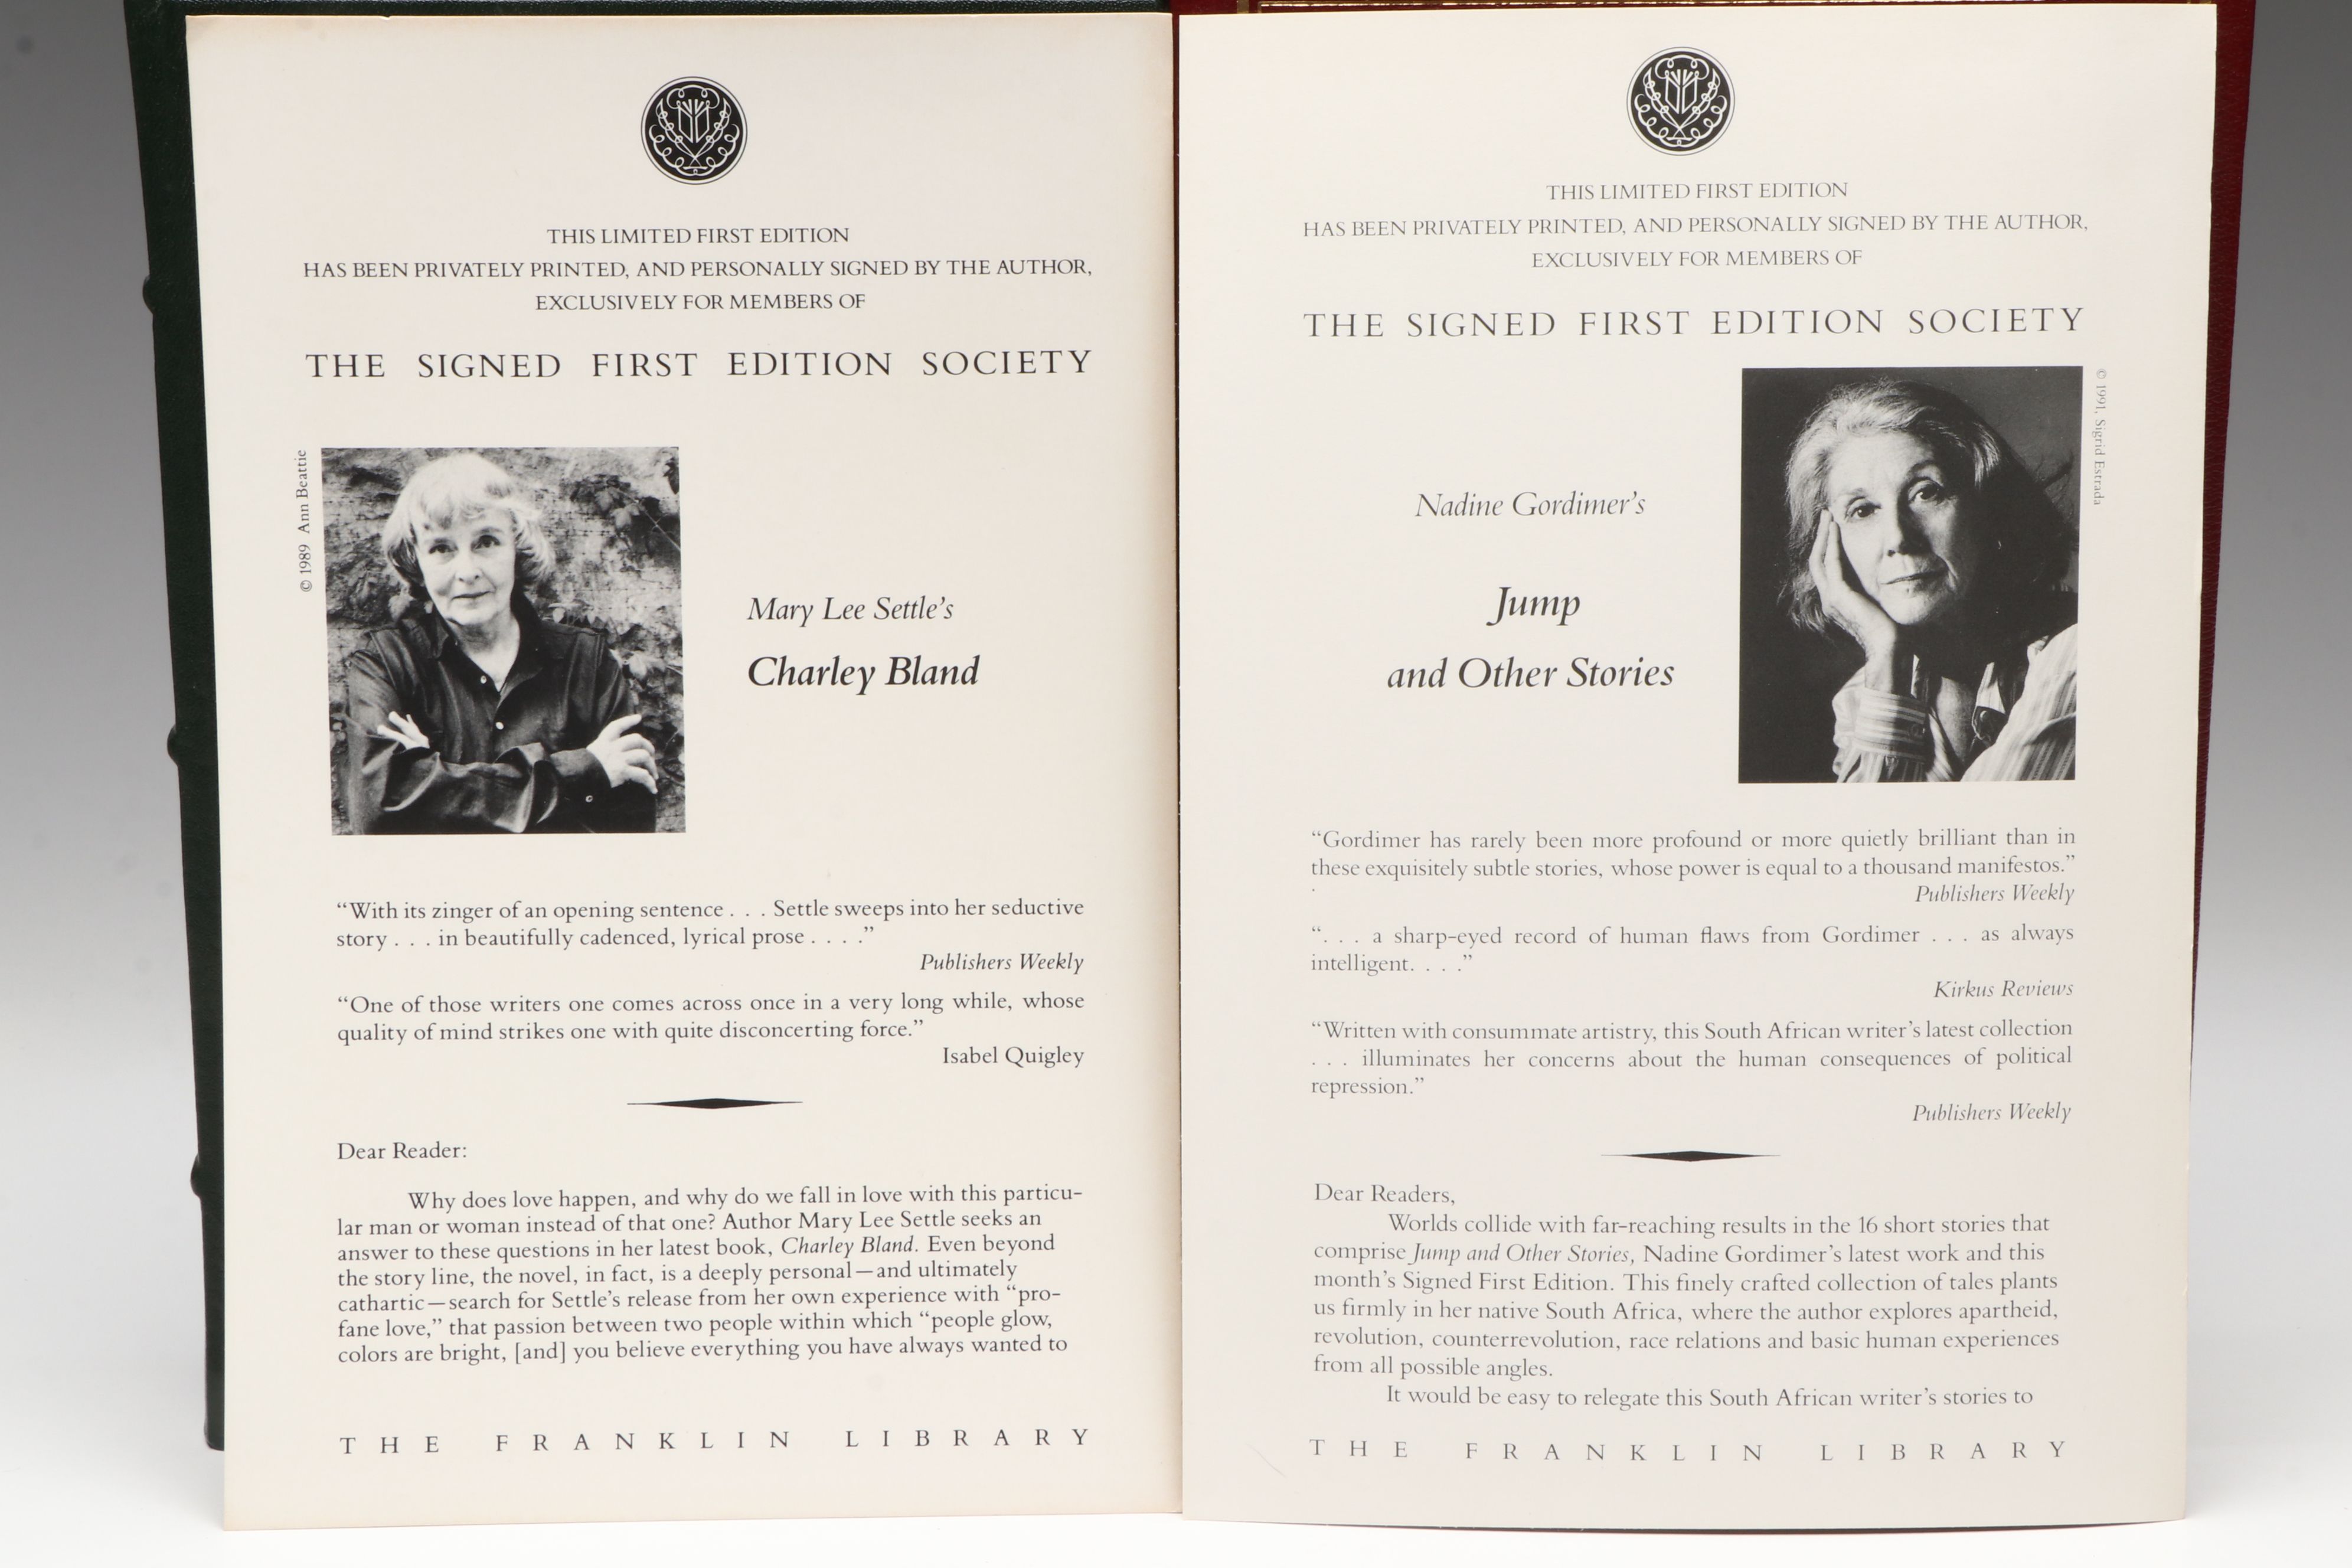 THIS LIMITED FIRST EDITION
HAS BEEN PRIVATELY PRINTED, AND PERSONALLY SIGNED BY THE AUTHOR,
EXCLUSIVELY FOR MEMBERS OF
THE SIGNED FIRST EDITION SOCIETY
© 1989 Ann Beattie
Mary Lee Settle's
Charley Bland
“With its zinger of an opening sentence . . . Settle sweeps into her seductive
story . . . in beautifully cadenced, lyrical prose . . . .”
Publishers Weekly
“One of those writers one comes across once in a very long while, whose
quality of mind strikes one with quite disconcerting force.”
Isabel Quigley
Dear Reader:
Why does love happen, and why do we fall in love with this particu-
lar man or woman instead of that one? Author Mary Lee Settle seeks an
answer to these questions in her latest book, Charley Bland. Even beyond
the story line, the novel, in fact, is a deeply personal—and ultimately
cathartic—search for Settle's release from her own experience with “pro-
fane love,” that passion between two people within which “people glow,
colors are bright, [and] you believe everything you have always wanted to
THE FRANKLIN LIBRARY
THIS LIMITED FIRST EDITION
HAS BEEN PRIVATELY PRINTED, AND PERSONALLY SIGNED BY THE AUTHOR,
EXCLUSIVELY FOR MEMBERS OF
THE SIGNED FIRST EDITION SOCIETY
© 1991, Sigrid Estrada
Nadine Gordimer's
Jump
and Other Stories
“Gordimer has rarely been more profound or more quietly brilliant than in
these exquisitely subtle stories, whose power is equal to a thousand manifestos.”
Publishers Weekly
“. . . a sharp-eyed record of human flaws from Gordimer . . . as always
intelligent. . . .”
Kirkus Reviews
“Written with consummate artistry, this South African writer's latest collection
. . . illuminates her concerns about the human consequences of political
repression.”
Publishers Weekly
Dear Readers,
Worlds collide with far-reaching results in the 16 short stories that
comprise Jump and Other Stories, Nadine Gordimer's latest work and this
month's Signed First Edition. This finely crafted collection of tales plants
us firmly in her native South Africa, where the author explores apartheid,
revolution, counterrevolution, race relations and basic human experiences
from all possible angles.
It would be easy to relegate this South African writer's stories to
THE FRANKLIN LIBRARY